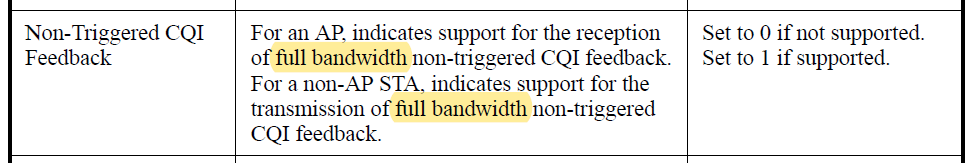 Non-Triggered CQI
Feedback
For an AP, indicates support for the reception
of full bandwidth non-triggered CQI feedback.
For a non-AP STA, indicates support for the
transmission of full bandwidth non-triggered
CQI feedback.
Set to 0 if not supported.
Set to 1 if supported.